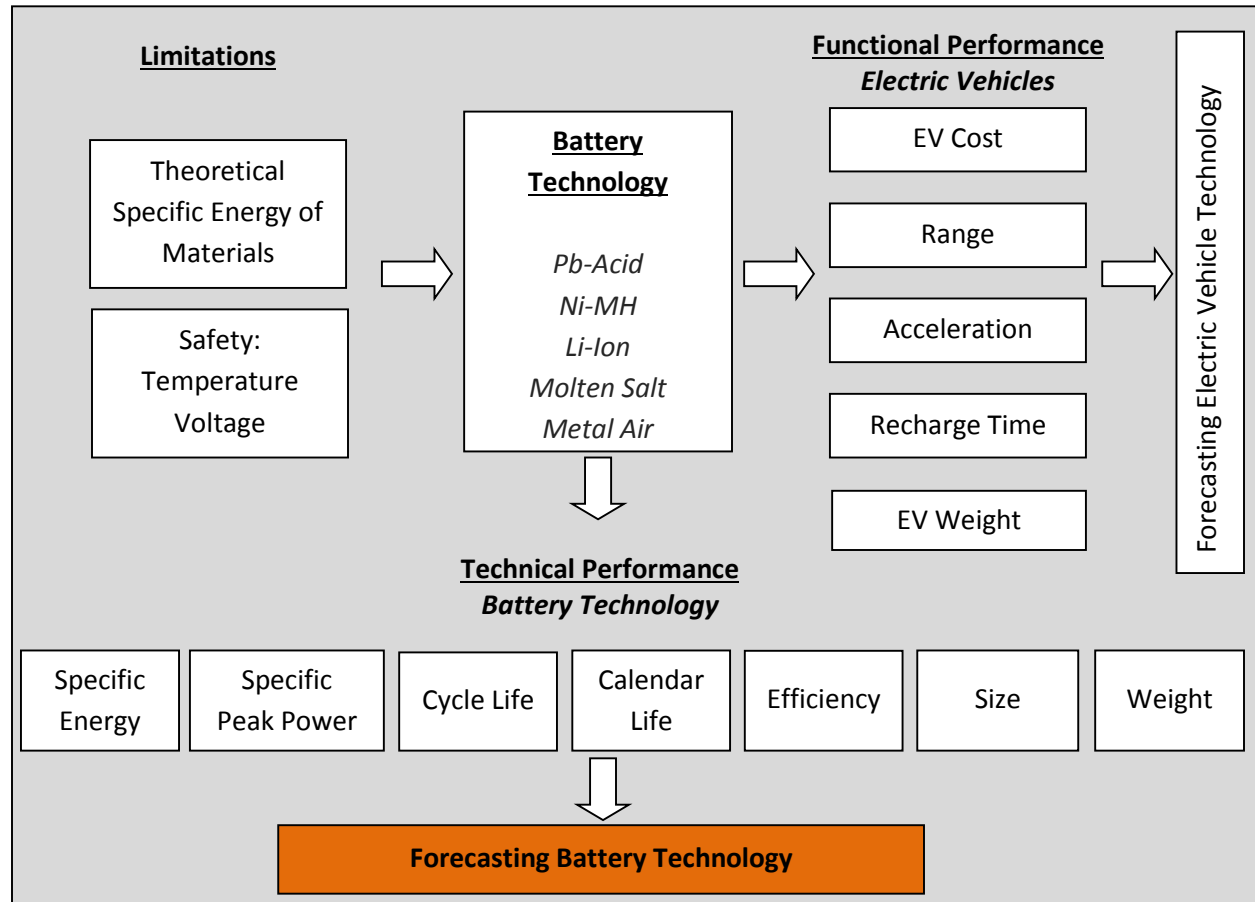 Limitations
Theoretical
Specific Energy of
Materials
Safety:
Temperature
Voltage
Battery
Technology
Pb-Acid
Ni-MH
Li-Ion
Molten Salt
Metal Air
Functional Performance
Electric Vehicles
EV Cost
Range
Acceleration
Recharge Time
EV Weight
Forecasting Electric Vehicle Technology
Technical Performance
Battery Technology
Specific
Energy
Specific
Peak Power
Cycle Life
Calendar
Life
Efficiency
Size
Weight
Forecasting Battery Technology